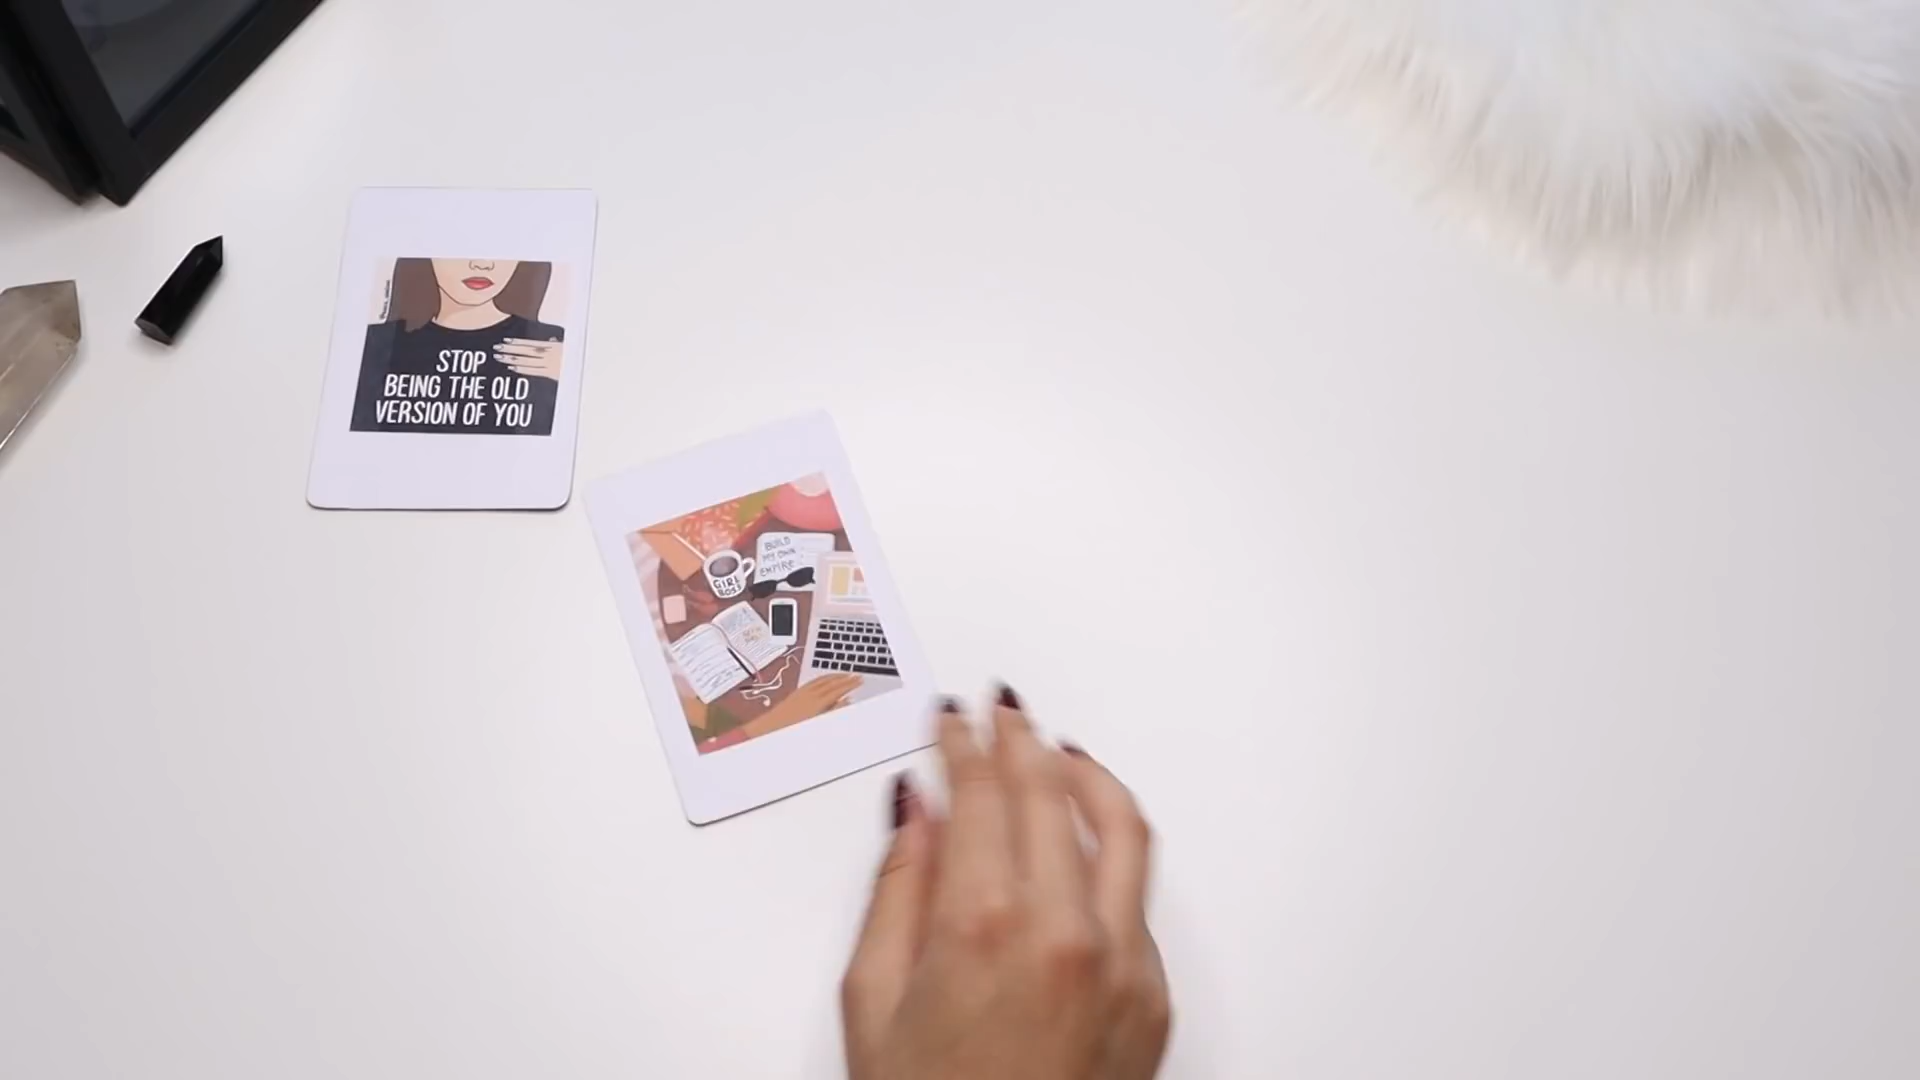 STOP
BEING THE OLD
VERSION OF YOU
BUILD
MY OWN
EMPIRE
GIRL
BOSS